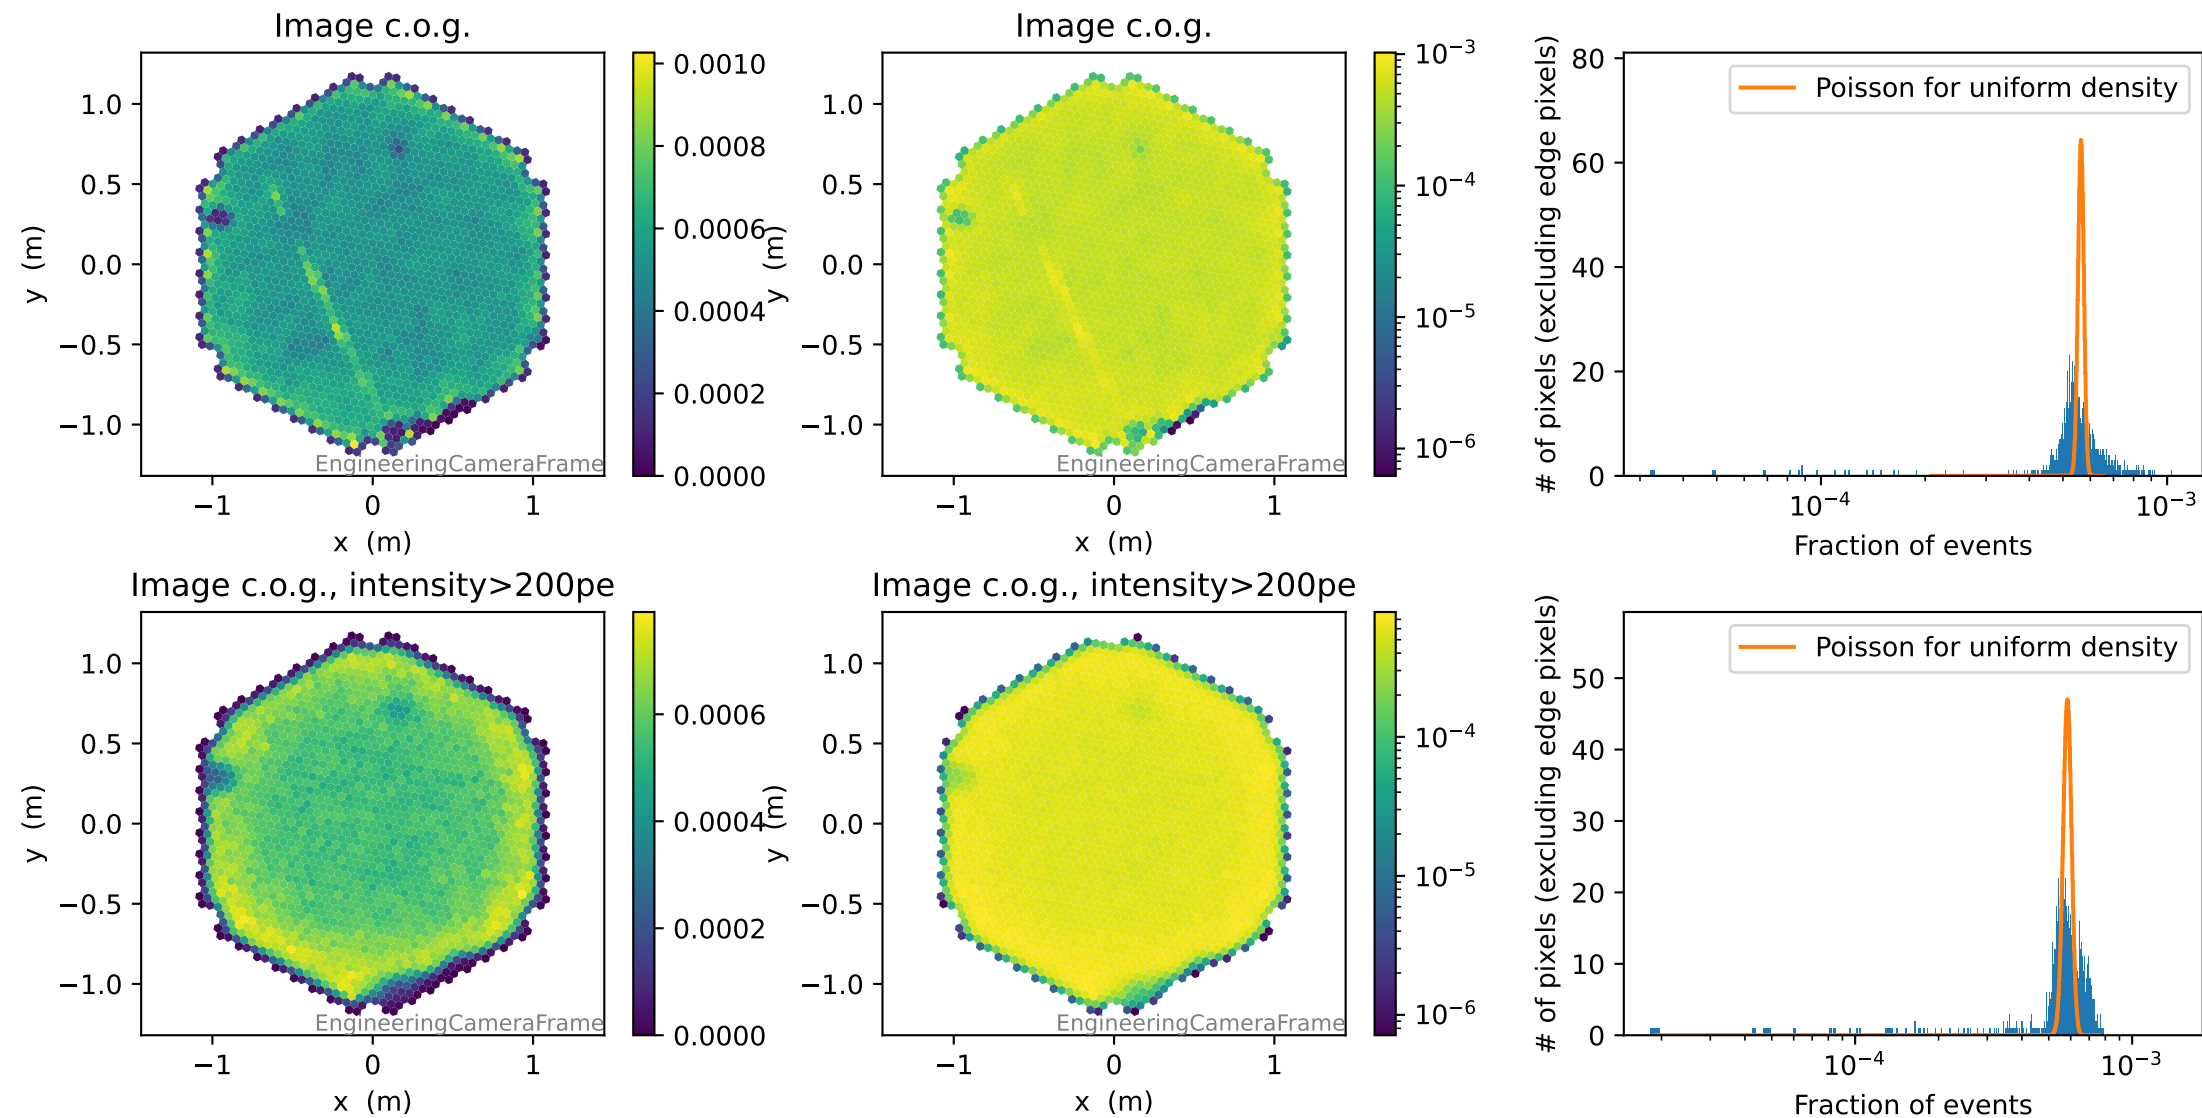 Image c.o.g.
1.0
0.5
0.0
−0.5
−1.0
y (m)
−1 0 1
x (m)
EngineeringCameraFrame
0.0010
0.0008
0.0006
0.0004
0.0002
0.0000
Image c.o.g.
1.0
0.5
0.0
−0.5
−1.0
y (m)
−1 0 1
x (m)
EngineeringCameraFrame
10−3
10−4
10−5
10−6
Poisson for uniform density
80
60
40
20
0
# of pixels (excluding edge pixels)
10−4 10−3
Fraction of events
Image c.o.g., intensity>200pe
1.0
0.5
0.0
−0.5
−1.0
y (m)
−1 0 1
x (m)
EngineeringCameraFrame
0.0006
0.0004
0.0002
0.0000
Image c.o.g., intensity>200pe
1.0
0.5
0.0
−0.5
−1.0
y (m)
−1 0 1
x (m)
EngineeringCameraFrame
10−4
10−5
10−6
Poisson for uniform density
50
40
30
20
10
0
# of pixels (excluding edge pixels)
10−4 10−3
Fraction of events